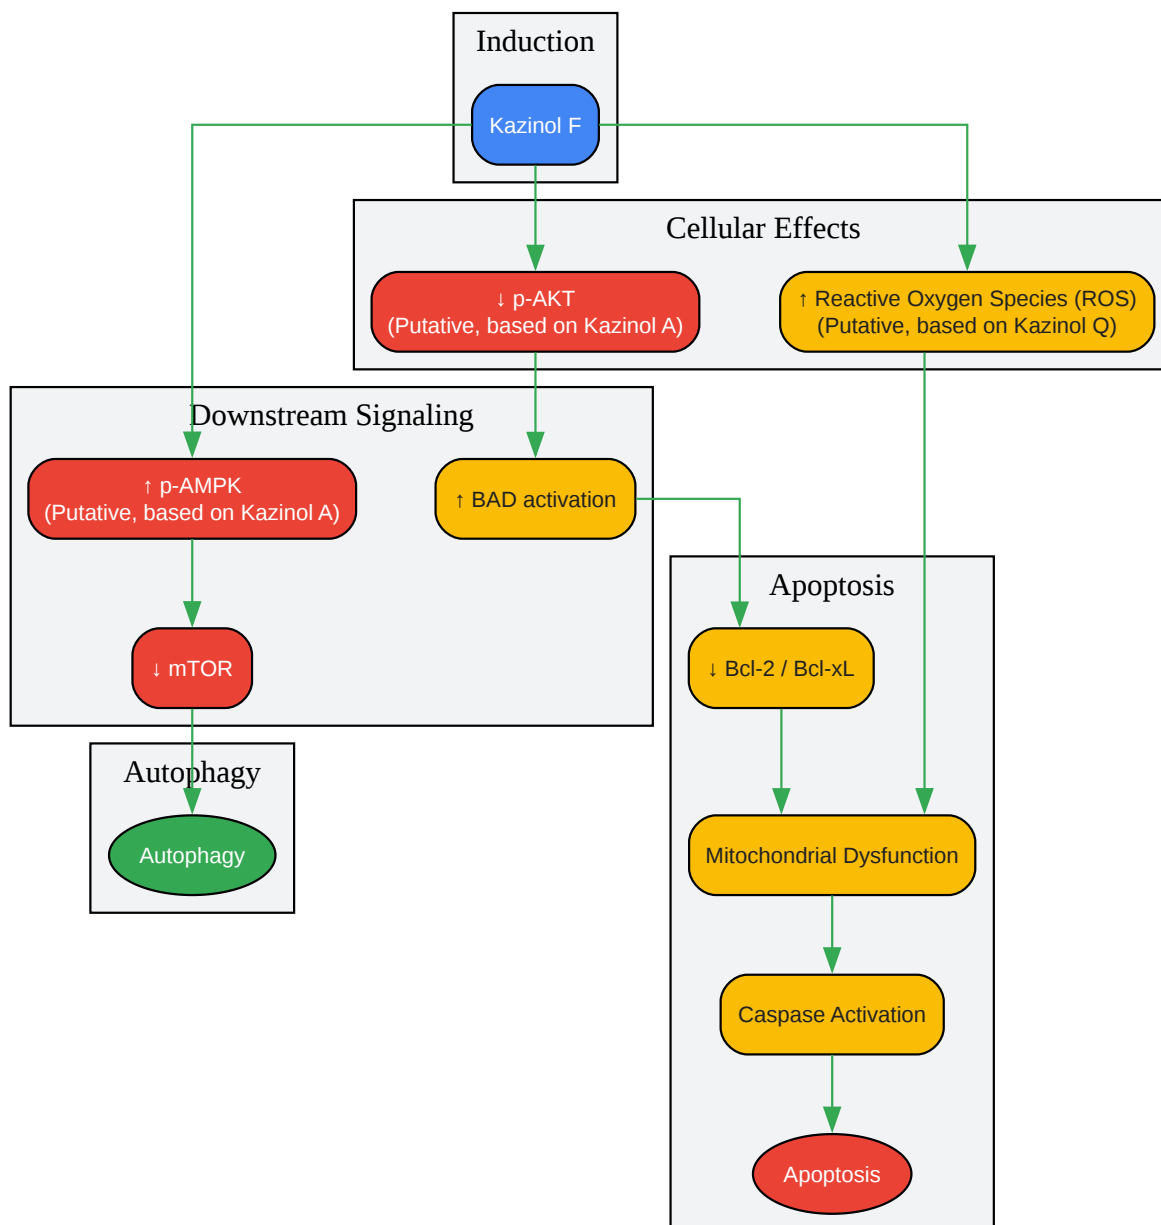 Induction
Kazinol F
Cellular Effects
↓ p-AKT
(Putative, based on Kazinol A)
↑ Reactive Oxygen Species (ROS)
(Putative, based on Kazinol Q)
Downstream Signaling
↑ p-AMPK
(Putative, based on Kazinol A)
↑ BAD activation
Apoptosis
↓ mTOR
↓ Bcl-2 / Bcl-xL
Autophagy
Autophagy
Mitochondrial Dysfunction
Caspase Activation
Apoptosis